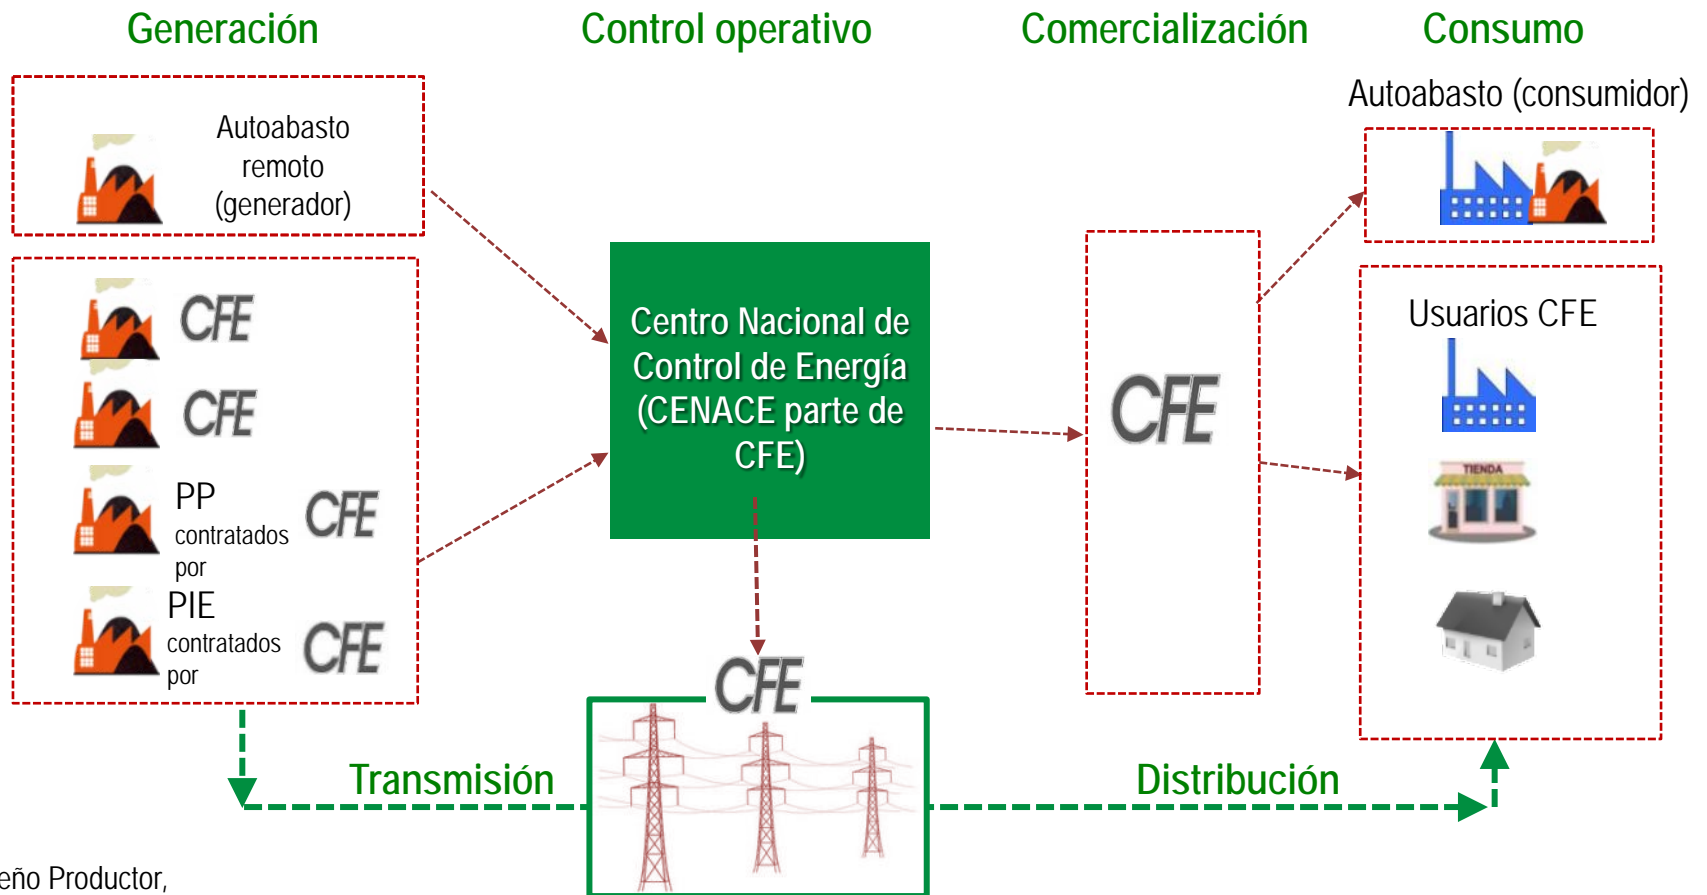 Generación
Control operativo
Comercialización
Consumo
Autoabasto
remoto
(generador)
CFE
CFE
PP
contratados
por
CFE
PIE
contratados
por
CFE
Centro Nacional de
Control de Energía
(CENACE parte de
CFE)
CFE
CFE
Autoabasto (consumidor)
Usuarios CFE
TIENDA
Transmisión
Distribución
Productor,